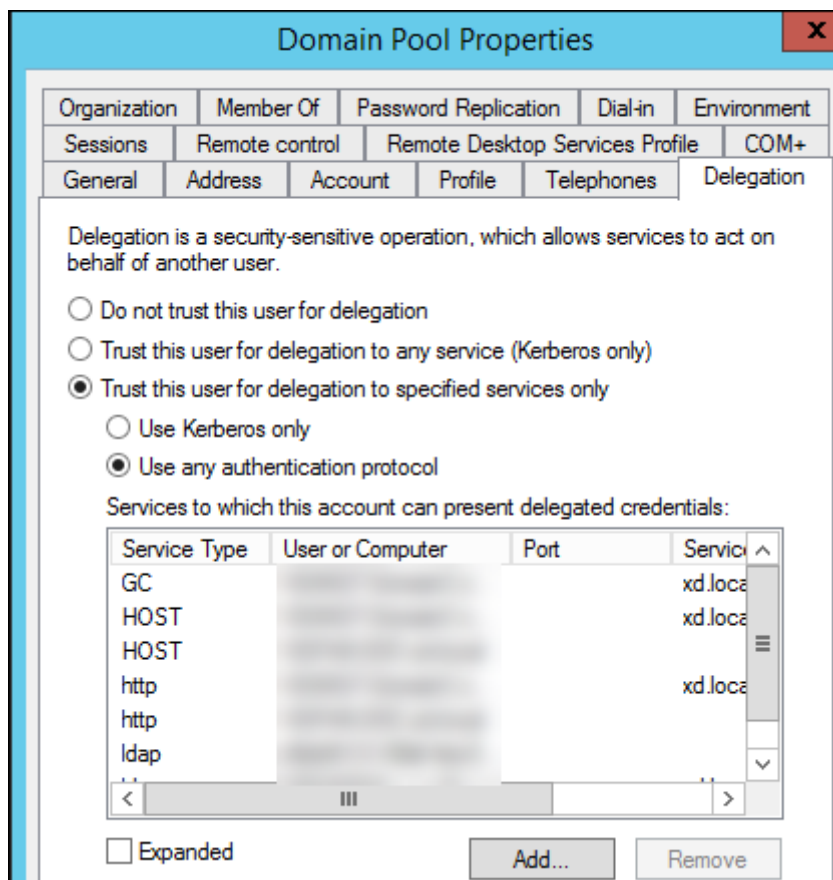 Domain Pool Properties
x
Organization Member Of Password Replication Dial-in Environment
Sessions Remote control Remote Desktop Services Profile COM+
General Address Account Profile Telephones Delegation
Delegation is a security-sensitive operation, which allows services to act on
behalf of another user.
Do not trust this user for delegation
Trust this user for delegation to any service (Kerberos only)
Trust this user for delegation to specified services only
Use Kerberos only
Use any authentication protocol
Services to which this account can present delegated credentials:
Service Type User or Computer Port Servic
GC xd.loca
HOST xd.loca
HOST
http xd.loca
http
ldap
Expanded Add... Remove